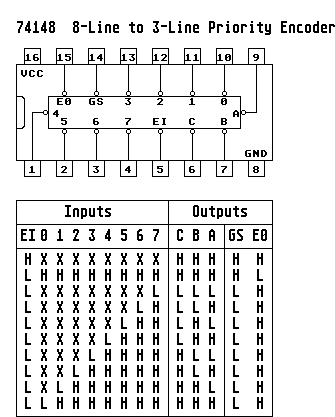 74148 8-Line to 3-Line Priority Encoder
16 15 14 13 12 11 10 9
VCC
E0 GS 3 2 1 0
4 A
5 6 7 EI C B
GND
1 2 3 4 5 6 7 8
Inputs Outputs
EI 0 1 2 3 4 5 6 7 C B A GS E0
H X X X X X X X X H H H H H
L H H H H H H H H H H H H L
L X X X X X X X L L L L L H
L X X X X X X L H L L H L H
L X X X X X L H H L H L L H
L X X X X L H H H L H H L H
L X X X L H H H H H L L L H
L X X L H H H H H H L H L H
L X L H H H H H H H H L L H
L L H H H H H H H H H H L H